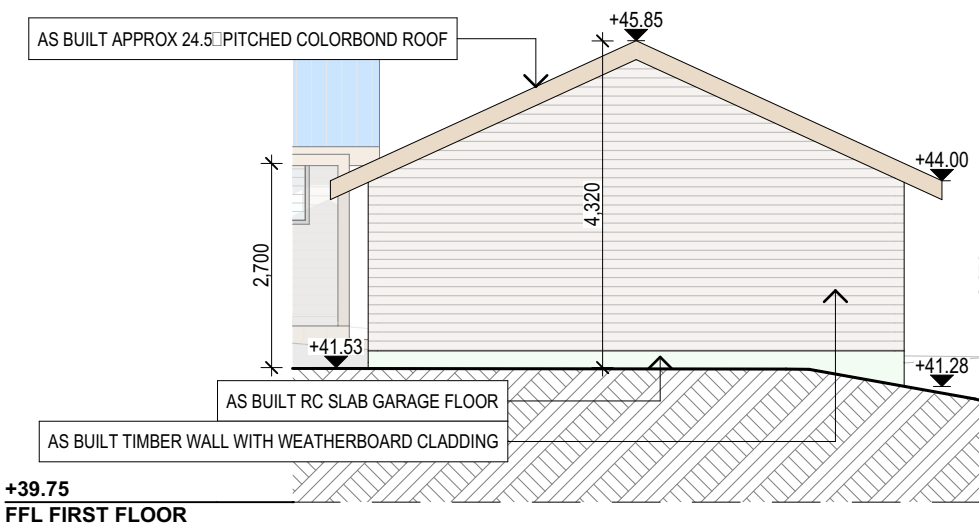 +45.85
AS BUILT APPROX 24.5□PITCHED COLORBOND ROOF
+44.00
4,320
2,700
+41.53
+41.28
AS BUILT RC SLAB GARAGE FLOOR
AS BUILT TIMBER WALL WITH WEATHERBOARD CLADDING
+39.75
FFL FIRST FLOOR